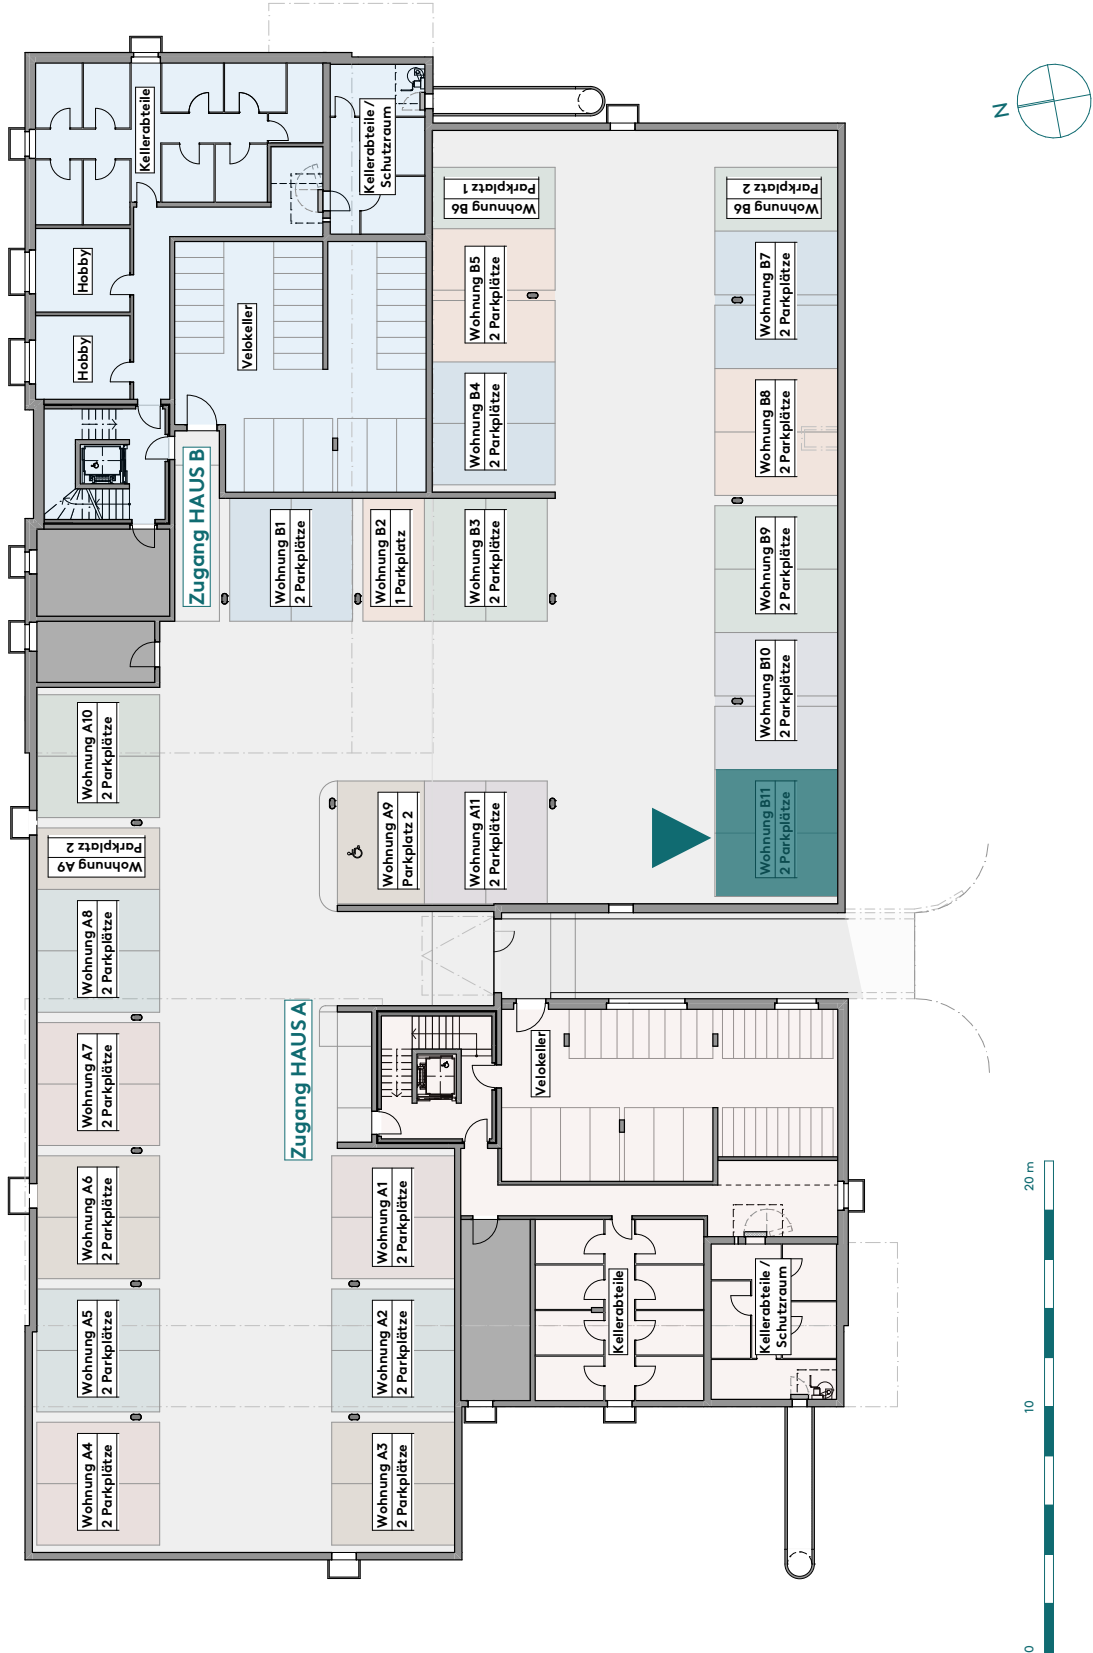 N
Kellerabteile
Kellerabteile /
Schutzraum
Wohnung B6
Parkplatz 1
Wohnung B6
Parkplatz 2
Hobby
Hobby
Velokeller
Wohnung B5
2 Parkplätze
Wohnung B7
2 Parkplätze
Wohnung B4
2 Parkplätze
Wohnung B8
2 Parkplätze
Zugang HAUS B
Wohnung B1
2 Parkplätze
Wohnung B2
1 Parkplatz
Wohnung B3
2 Parkplätze
Wohnung B9
2 Parkplätze
Wohnung B10
2 Parkplätze
Wohnung A10
2 Parkplätze
Wohnung A9
Parkplatz 2
Wohnung A9
Parkplatz 2
Wohnung A11
2 Parkplätze
Wohnung B11
2 Parkplätze
Wohnung A8
2 Parkplätze
Wohnung A7
2 Parkplätze
Zugang HAUS A
Velokeller
Wohnung A6
2 Parkplätze
Wohnung A1
2 Parkplätze
Wohnung A5
2 Parkplätze
Wohnung A2
2 Parkplätze
Kellerabteile
Kellerabteile /
Schutzraum
Wohnung A4
2 Parkplätze
Wohnung A3
2 Parkplätze
20 m
10
0